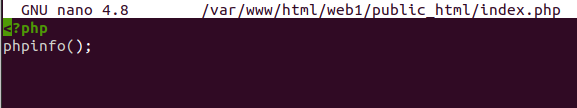 GNU nano 4.8 /var/www/html/web1/public_html/index.php
<?php
phpinfo();